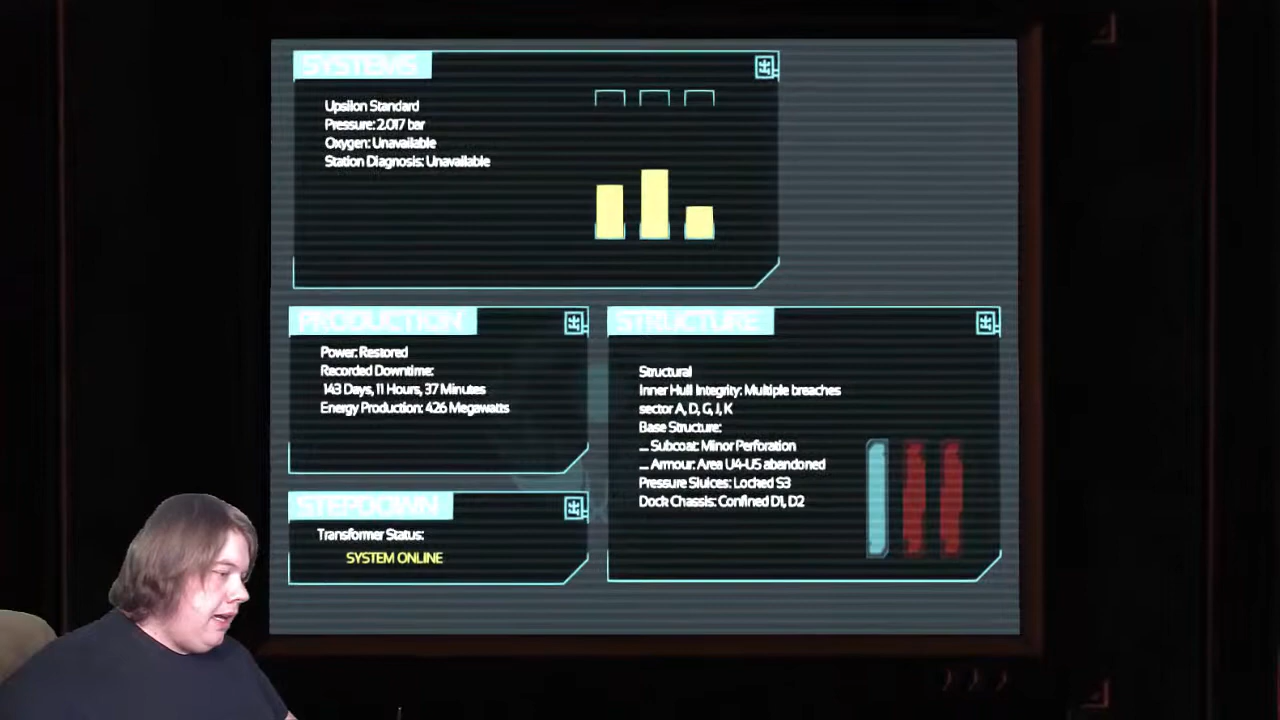 SYSTEMS
Upsilon Standard
Pressure: 2.017 bar
Oxygen: Unavailable
Station Diagnosis: Unavailable
PRODUCTION
Power: Restored
Recorded Downtime:
143 Days, 11 Hours, 37 Minutes
Energy Production: 426 Megawatts
STEPDOWN
Transformer Status:
SYSTEM ONLINE
STRUCTURE
Structural
Inner Hull Integrity: Multiple breaches
sector A, D, G, I, K
Base Structure:
_ Subcoat: Minor Perforation
_ Armour: Area U4-U5 abandoned
Pressure Sluices: Locked S3
Dock Chassis: Confined D1, D2